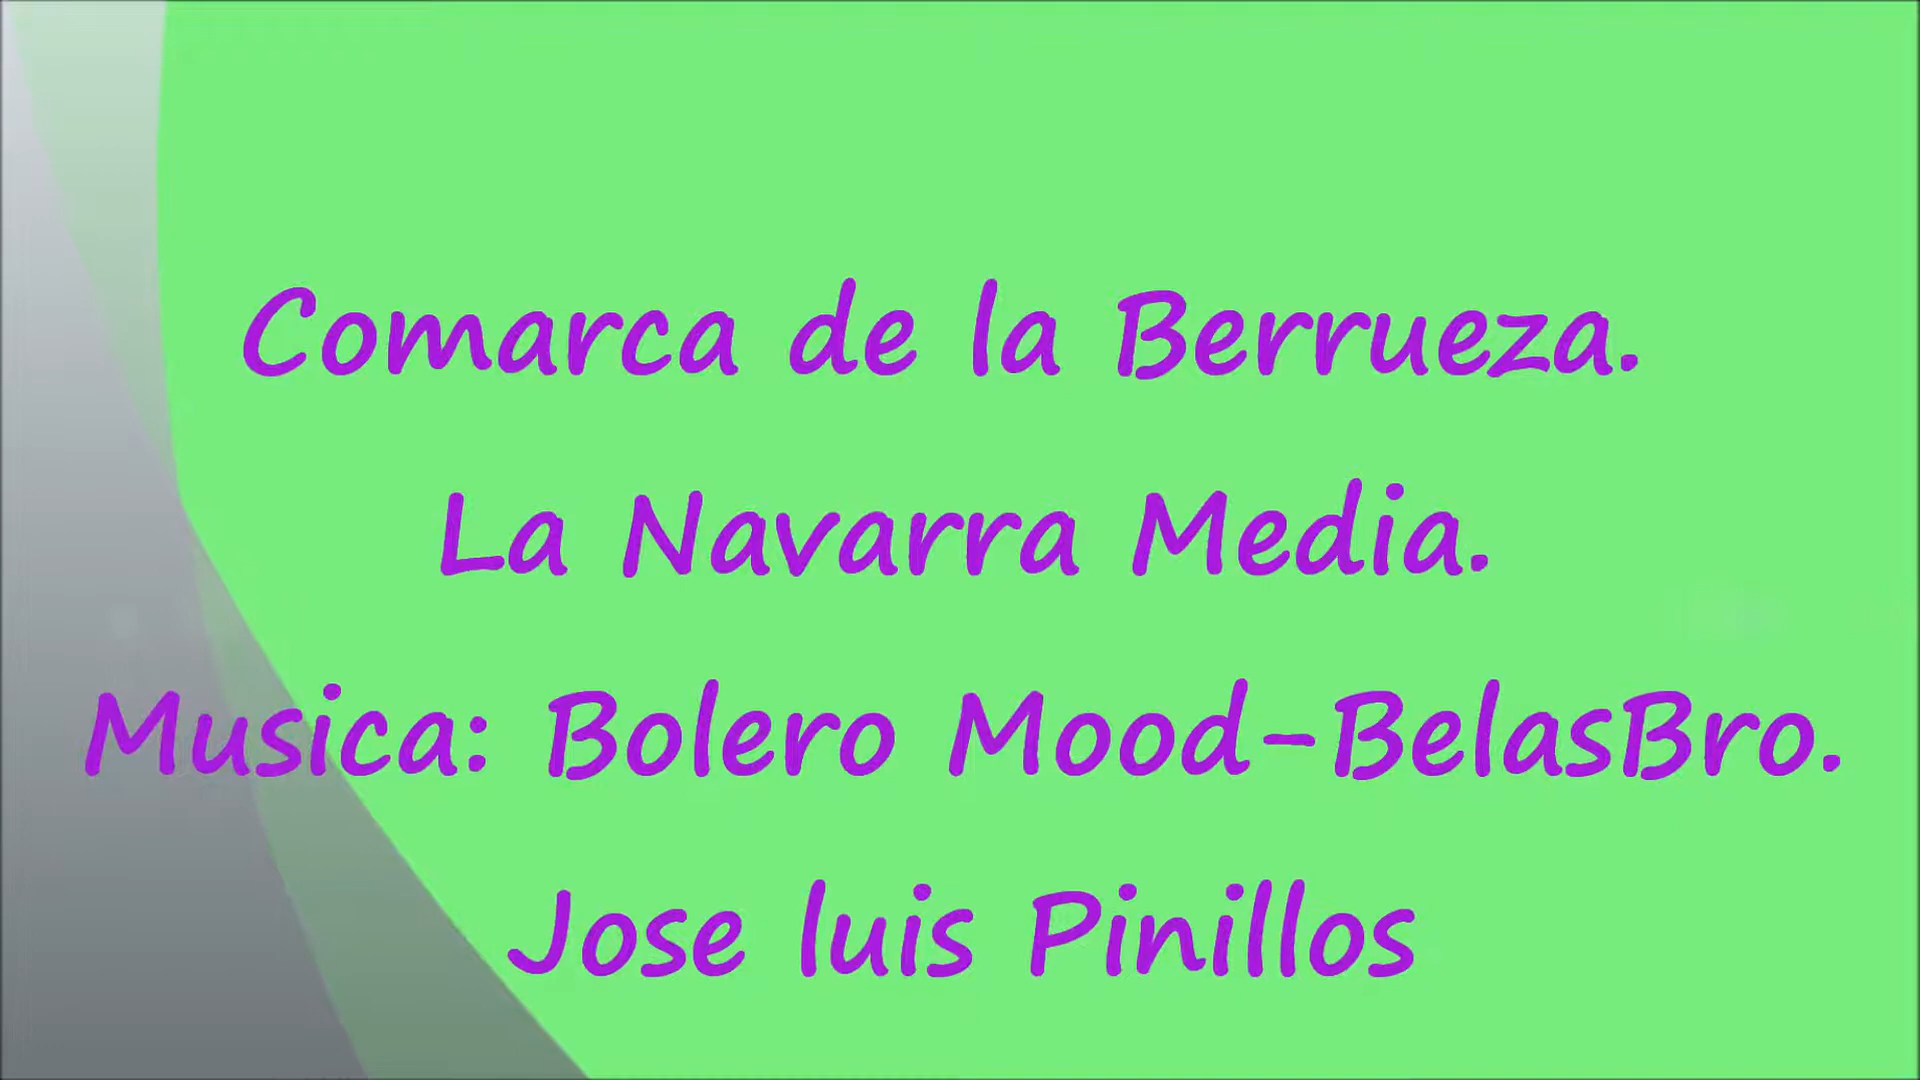 Comarca de la Berrueza.
La Navarra Media.
Musica: Bolero Mood-BelasBro.
Jose luis Pinillos